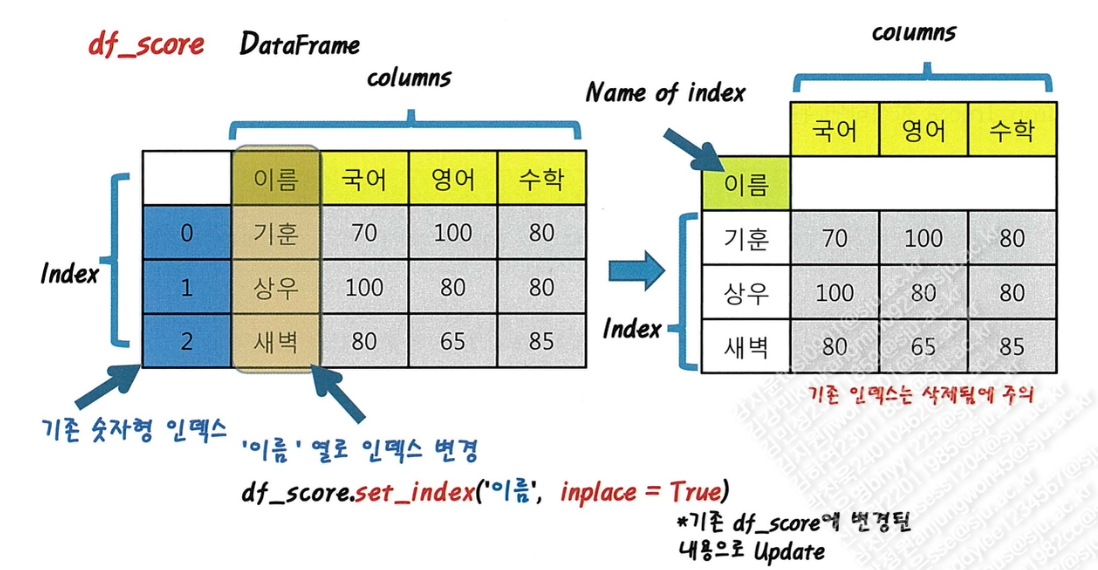 df_score DataFrame
columns
이름 국어 영어 수학
0 기훈 70 100 80
1 상우 100 80 80
2 새벽 80 65 85
Index
기존 숫자형 인덱스
'이름' 열로 인덱스 변경
columns
Name of index
국어 영어 수학
이름
기훈 70 100 80
상우 100 80 80
새벽 80 65 85
Index
기존 인덱스는 삭제됨에 주의
df_score.set_index('이름', inplace = True)
*기존 df_score에 변경된
내용으로 Update